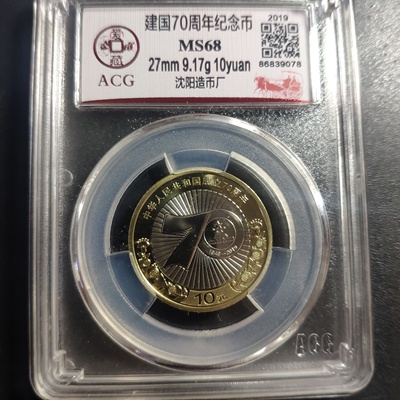 建国70周年纪念币
MS68
27mm 9.17g 10yuan
沈阳造币厂
2019
86839078
ACG
中华人民共和国成立70周年
70
1949-2019
10元
ACG